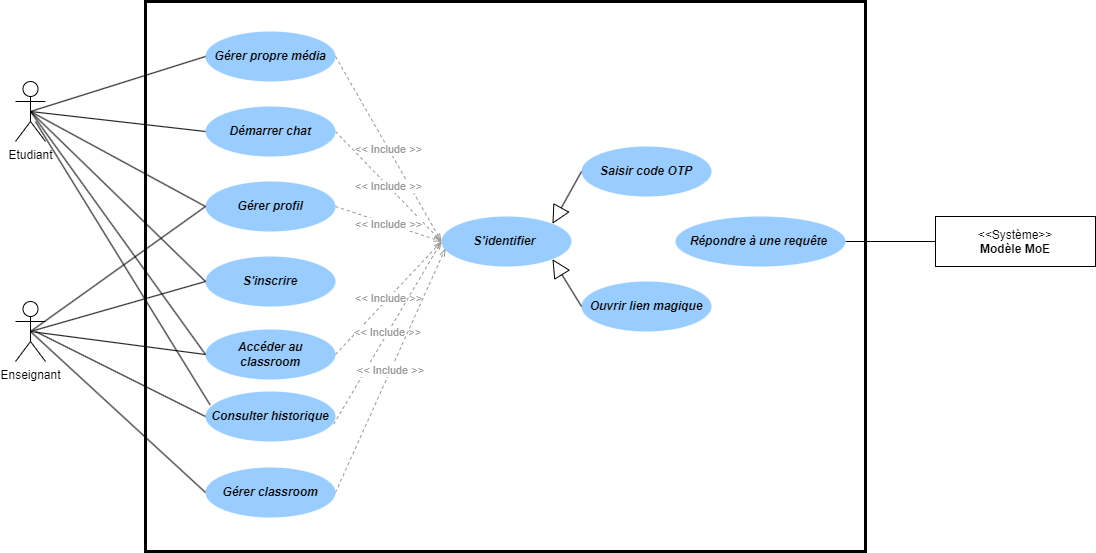 Gérer propre média
Démarrer chat
Etudiant
<< Include >>
Saisir code OTP
<< Include >>
Gérer profil
<< Include >>
S'identifier
Répondre à une requête
<<Système>>
Modèle MoE
S'inscrire
<< Include >>
Ouvrir lien magique
<< Include >>
Accéder au
classroom
Enseignant
<< Include >>
Consulter historique
Gérer classroom